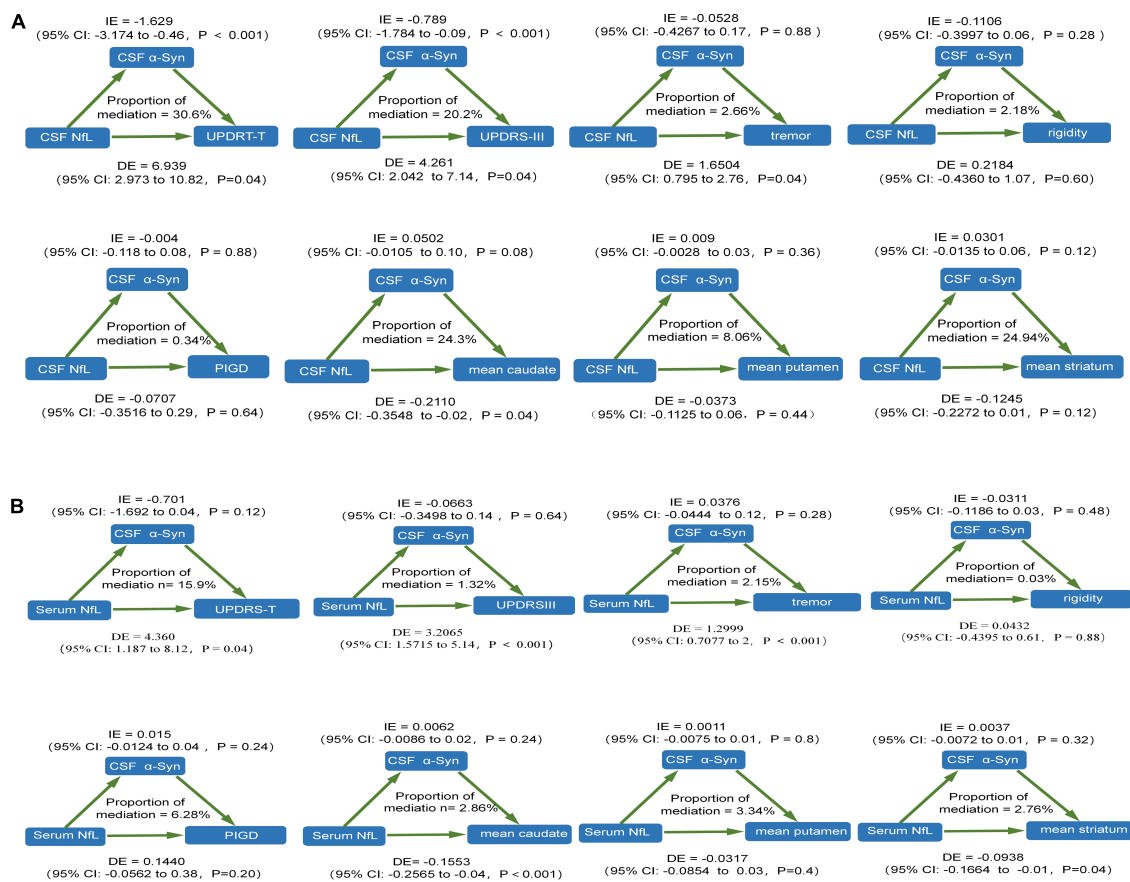 A
IE = -1.629
(95% CI: -3.174 to -0.46, P < 0.001)
CSF α-Syn
Proportion of
mediation = 30.6%
CSF NfL
UPDRT-T
DE = 6.939
(95% CI: 2.973 to 10.82, P=0.04)
IE = -0.789
(95% CI: -1.784 to -0.09, P < 0.001)
CSF α-Syn
Proportion of
mediation = 20.2%
CSF NfL
UPDRS-III
DE = 4.261
(95% CI: 2.042 to 7.14, P=0.04)
IE = -0.0528
(95% CI: -0.4267 to 0.17, P = 0.88)
CSF α-Syn
Proportion of
mediation = 2.66%
CSF NfL
tremor
DE = 1.6504
(95% CI: 0.795 to 2.76, P=0.04)
IE = -0.1106
(95% CI: -0.3997 to 0.06, P = 0.28 )
CSF α-Syn
Proportion of
mediation = 2.18%
CSF NfL
rigidity
DE = 0.2184
(95% CI: -0.4360 to 1.07, P=0.60)
IE = -0.004
(95% CI: -0.118 to 0.08, P = 0.88)
CSF α-Syn
Proportion of
mediation = 0.34%
CSF NfL
PIGD
DE = -0.0707
(95% CI: -0.3516 to 0.29, P = 0.64)
IE = 0.0502
(95% CI: -0.0105 to 0.10, P = 0.08)
CSF α-Syn
Proportion of
mediation = 24.3%
CSF NfL
mean caudate
DE = -0.2110
(95% CI: -0.3548 to -0.02, P = 0.04)
IE = 0.009
(95% CI: -0.0028 to 0.03, P = 0.36)
CSF α-Syn
Proportion of
mediation = 8.06%
CSF NfL
mean putamen
DE = -0.0373
(95% CI: -0.1125 to 0.06, P = 0.44)
IE = 0.0301
(95% CI: -0.0135 to 0.06, P = 0.12)
CSF α-Syn
Proportion of
mediation = 24.94%
CSF NfL
mean striatum
DE = -0.1245
(95% CI: -0.2272 to 0.01, P = 0.12)
B
IE = -0.701
(95% CI: -1.692 to 0.04, P = 0.12)
CSF α-Syn
Proportion of
mediatio n= 15.9%
Serum NfL
UPDRS-T
DE = 4.360
(95% CI: 1.187 to 8.12, P = 0.04)
IE = -0.0663
(95% CI: -0.3498 to 0.14 , P = 0.64)
CSF α-Syn
Proportion of
mediation = 1.32%
Serum NfL
UPDRSIII
DE = 3.2065
(95% CI: 1.5715 to 5.14, P < 0.001)
IE = 0.0376
(95% CI: -0.0444 to 0.12, P = 0.28)
CSF α-Syn
Proportion of
mediation = 2.15%
Serum NfL
tremor
DE = 1.2999
(95% CI: 0.7077 to 2, P < 0.001)
IE = -0.0311
(95% CI: -0.1186 to 0.03, P = 0.48)
CSF α-Syn
Proportion of
mediation= 0.03%
Serum NfL
rigidity
DE = 0.0432
(95% CI: -0.4395 to 0.61, P = 0.88)
IE = 0.015
(95% CI: -0.0124 to 0.04 , P = 0.24)
CSF α-Syn
Proportion of
mediation = 6.28%
Serum NfL
PIGD
DE = 0.1440
(95% CI: -0.0562 to 0.38, P=0.20)
IE = 0.0062
(95% CI: -0.0086 to 0.02, P = 0.24)
CSF α-Syn
Proportion of
mediatio n= 2.86%
Serum NfL
mean caudate
DE= -0.1553
(95% CI: -0.2565 to -0.04, P < 0.001)
IE = 0.0011
(95% CI: -0.0075 to 0.01, P = 0.8)
CSF α-Syn
Proportion of
mediation = 3.34%
Serum NfL
mean putamen
DE = -0.0317
(95% CI: -0.0854 to 0.03, P=0.4)
IE = 0.0037
(95% CI: -0.0072 to 0.01, P = 0.32)
CSF α-Syn
Proportion of
mediation = 2.76%
Serum NfL
mean striatum
DE = -0.0938
(95% CI: -0.1664 to -0.01, P=0.04)